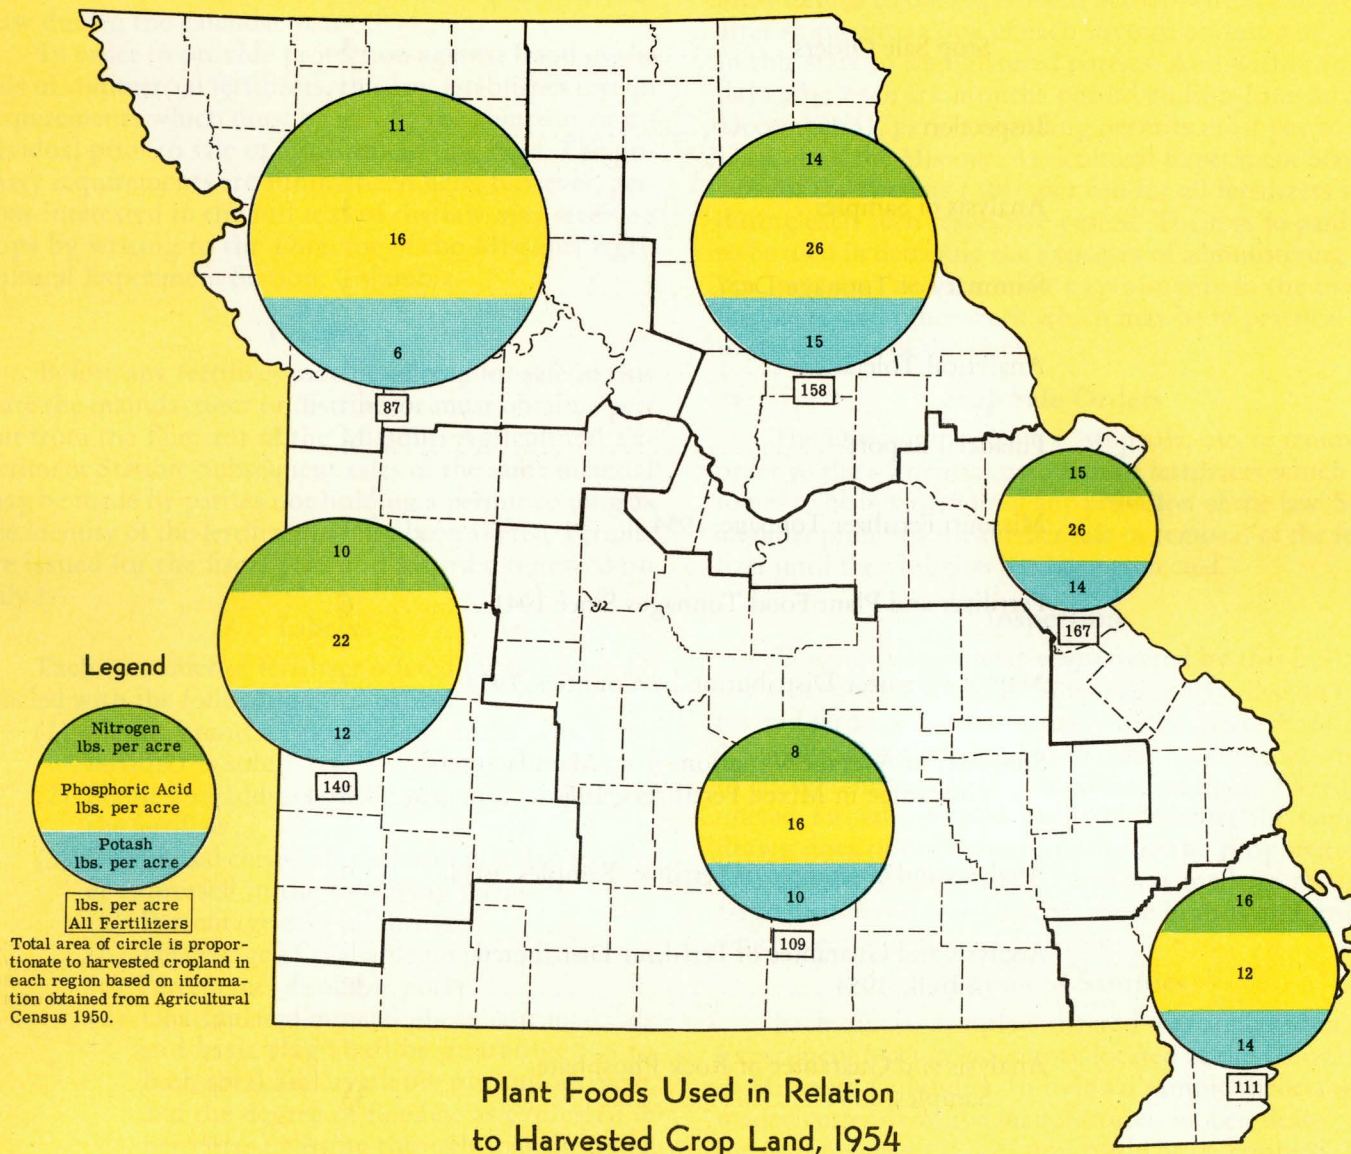 11
16
6
87
14
26
15
158
15
26
14
167
10
22
12
140
8
16
10
109
16
12
14
111
Legend
Nitrogen
lbs. per acre
Phosphoric Acid
lbs. per acre
Potash
lbs. per acre
lbs. per acre
All Fertilizers
Total area of circle is propor-
tionate to harvested cropland in
each region based on informa-
tion obtained from Agricultural
Census 1950.
Plant Foods Used in Relation
to Harvested Crop Land, 1954